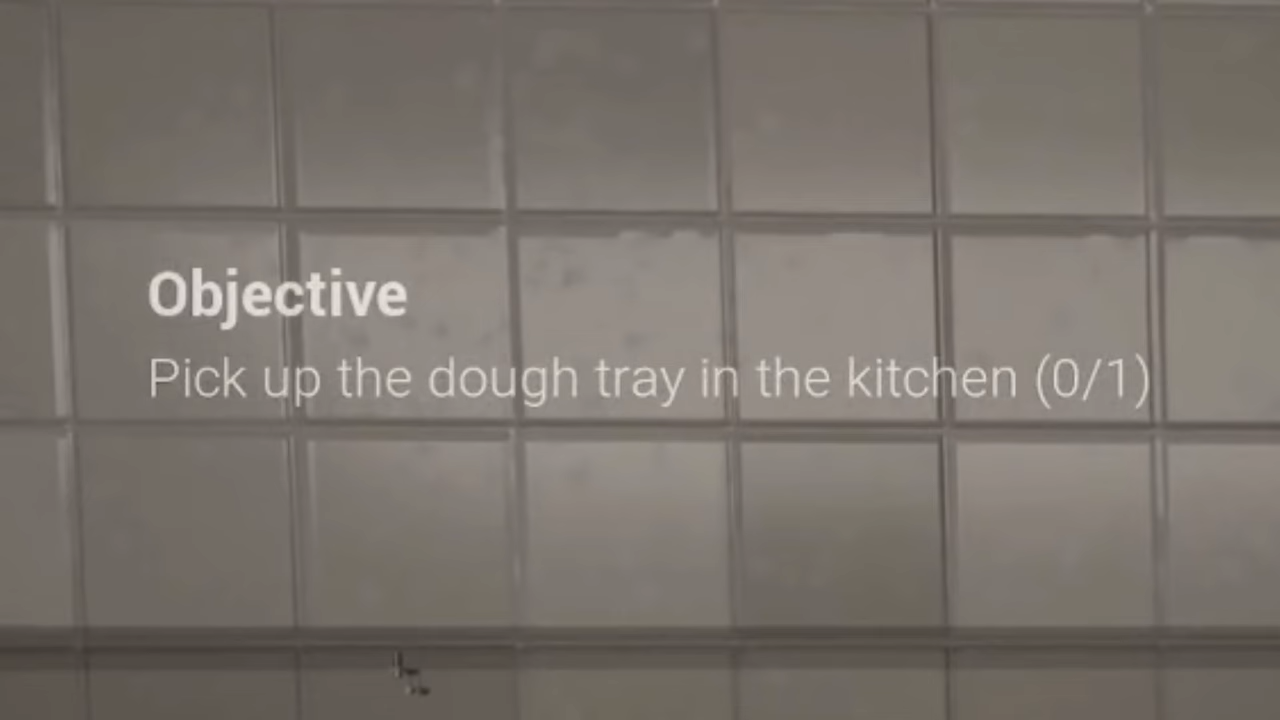 Objective
Pick up the dough tray in the kitchen (0/1)